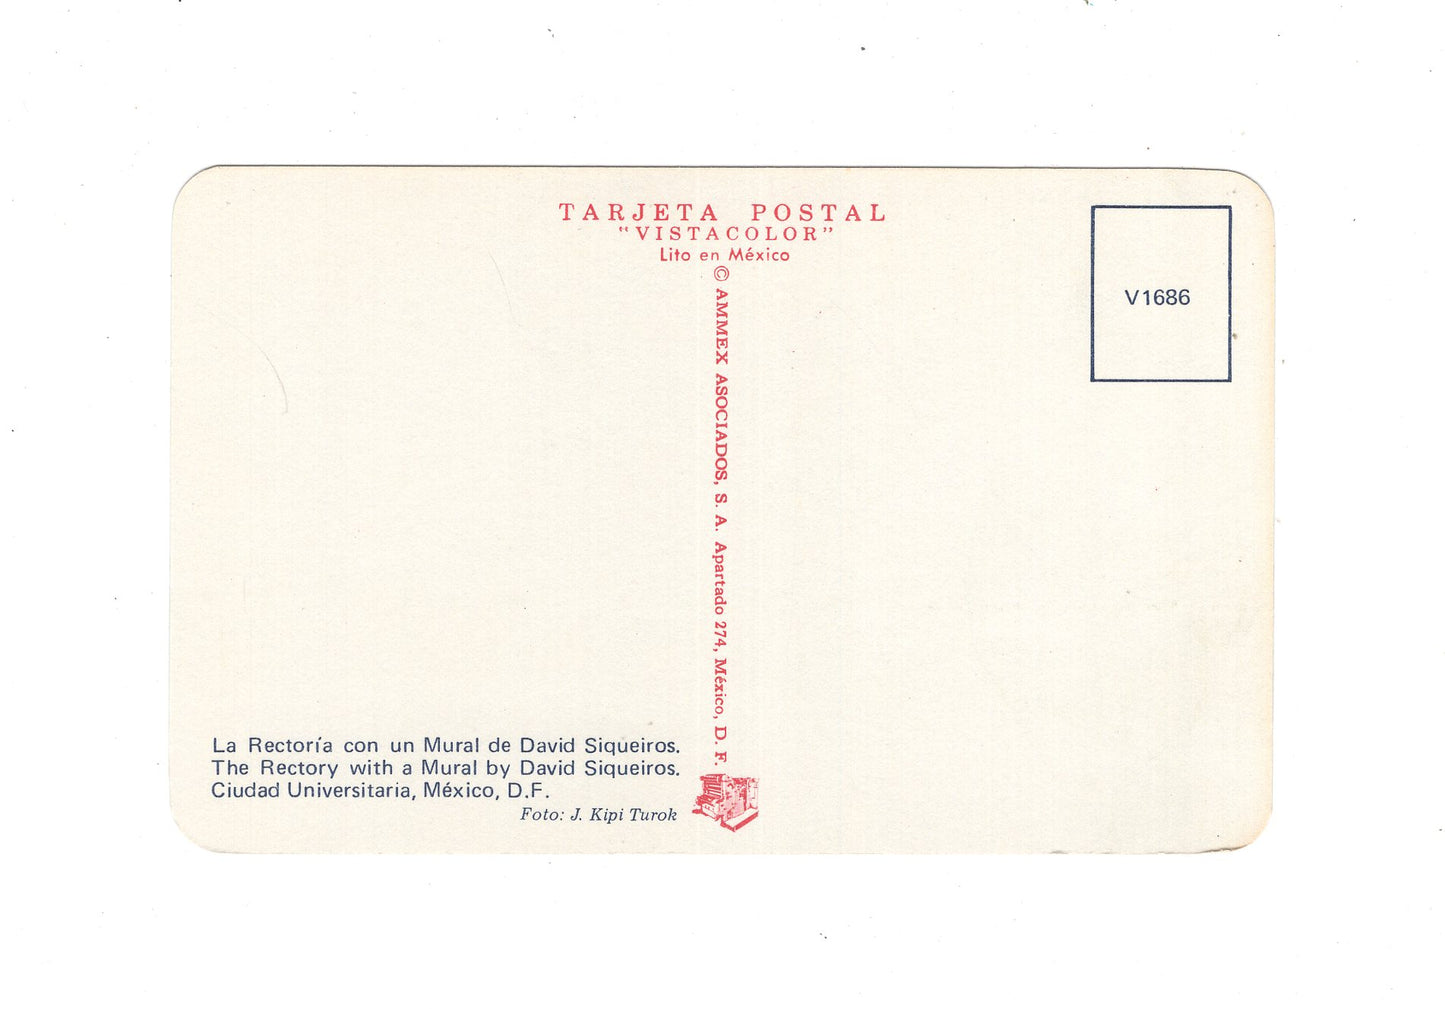 TARJETA POSTAL
"VISTACOLOR"
Lito en México
© AMMEX ASOCIADOS, S. A. Apartado 274, México, D. F.
V1686
La Rectoría con un Mural de David Siqueiros.
The Rectory with a Mural by David Siqueiros.
Ciudad Universitaria, México, D.F.
Foto: J. Kipi Turok